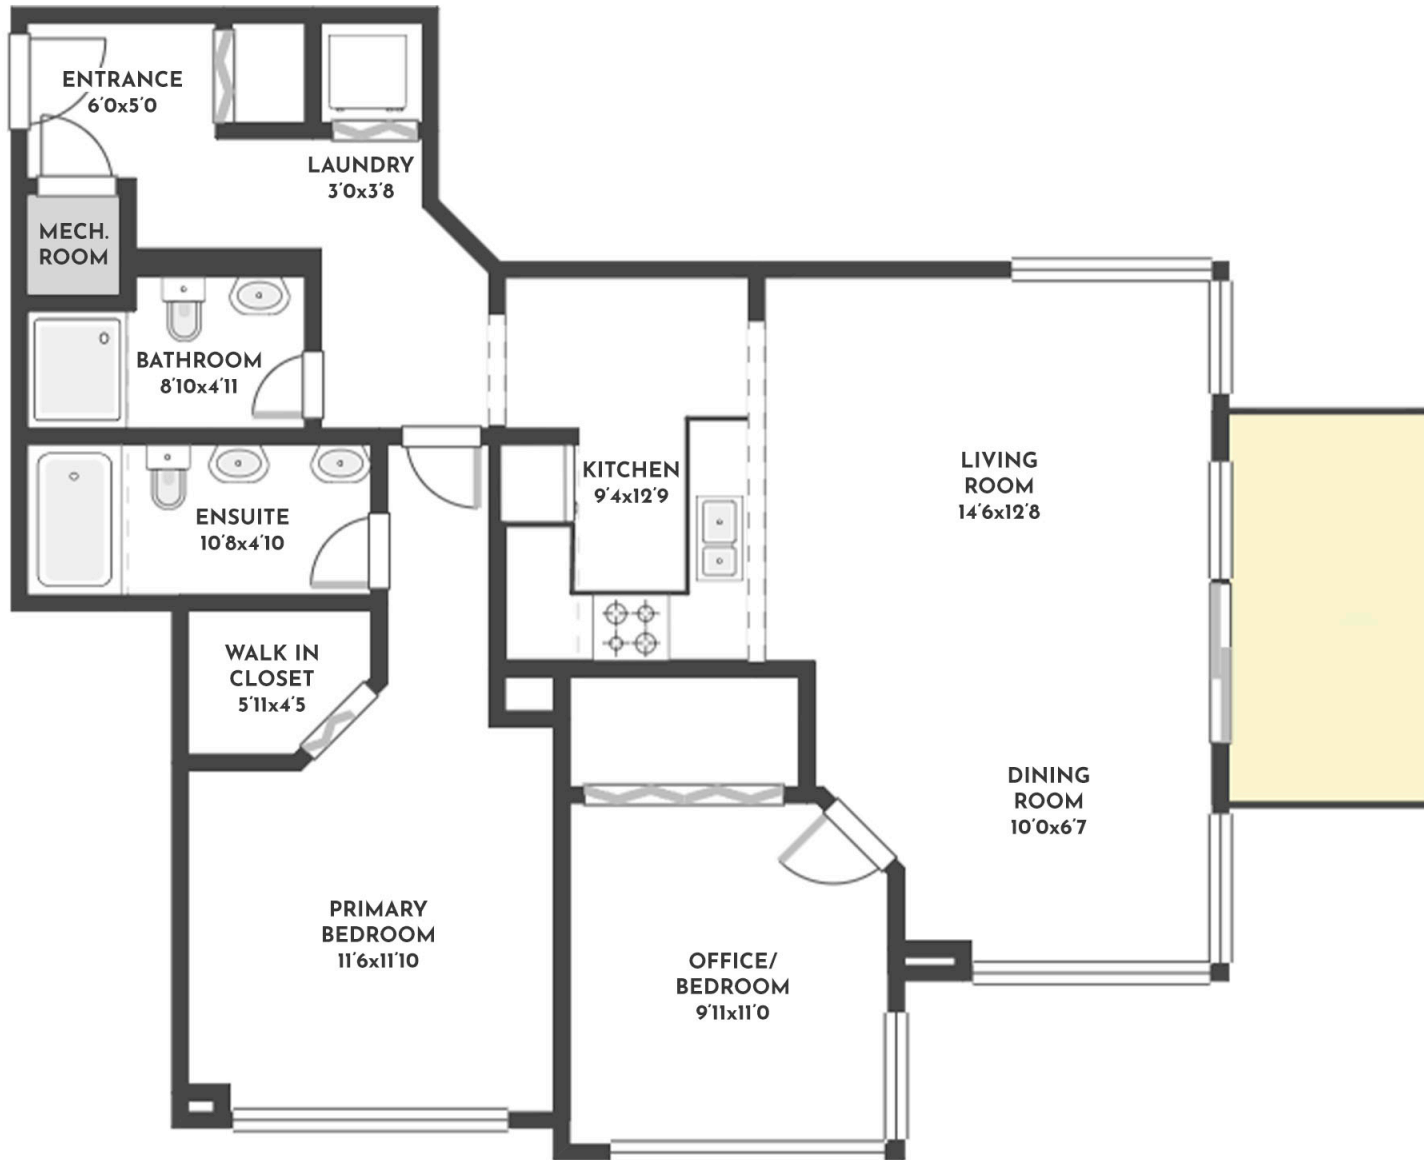 ENTRANCE
6'0x5'0
LAUNDRY
3'0x3'8
MECH.
ROOM
BATHROOM
8'10x4'11
ENSUITE
10'8x4'10
KITCHEN
9'4x12'9
LIVING
ROOM
14'6x12'8
WALK IN
CLOSET
5'11x4'5
DINING
ROOM
10'0x6'7
PRIMARY
BEDROOM
11'6x11'10
OFFICE/
BEDROOM
9'11x11'0